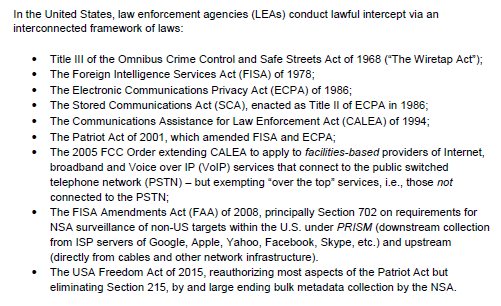 In the United States, law enforcement agencies (LEAs) conduct lawful intercept via an
interconnected framework of laws:
• Title III of the Omnibus Crime Control and Safe Streets Act of 1968 ("The Wiretap Act");
• The Foreign Intelligence Services Act (FISA) of 1978;
• The Electronic Communications Privacy Act (ECPA) of 1986;
• The Stored Communications Act (SCA), enacted as Title II of ECPA in 1986;
• The Communications Assistance for Law Enforcement Act (CALEA) of 1994;
• The Patriot Act of 2001, which amended FISA and ECPA;
• The 2005 FCC Order extending CALEA to apply to facilities-based providers of Internet,
broadband and Voice over IP (VoIP) services that connect to the public switched
telephone network (PSTN) – but exempting "over the top" services, i.e., those not
connected to the PSTN;
• The FISA Amendments Act (FAA) of 2008, principally Section 702 on requirements for
NSA surveillance of non-US targets within the U.S. under PRISM (downstream collection
from ISP servers of Google, Apple, Yahoo, Facebook, Skype, etc.) and upstream
(directly from cables and other network infrastructure).
• The USA Freedom Act of 2015, reauthorizing most aspects of the Patriot Act but
eliminating Section 215, by and large ending bulk metadata collection by the NSA.